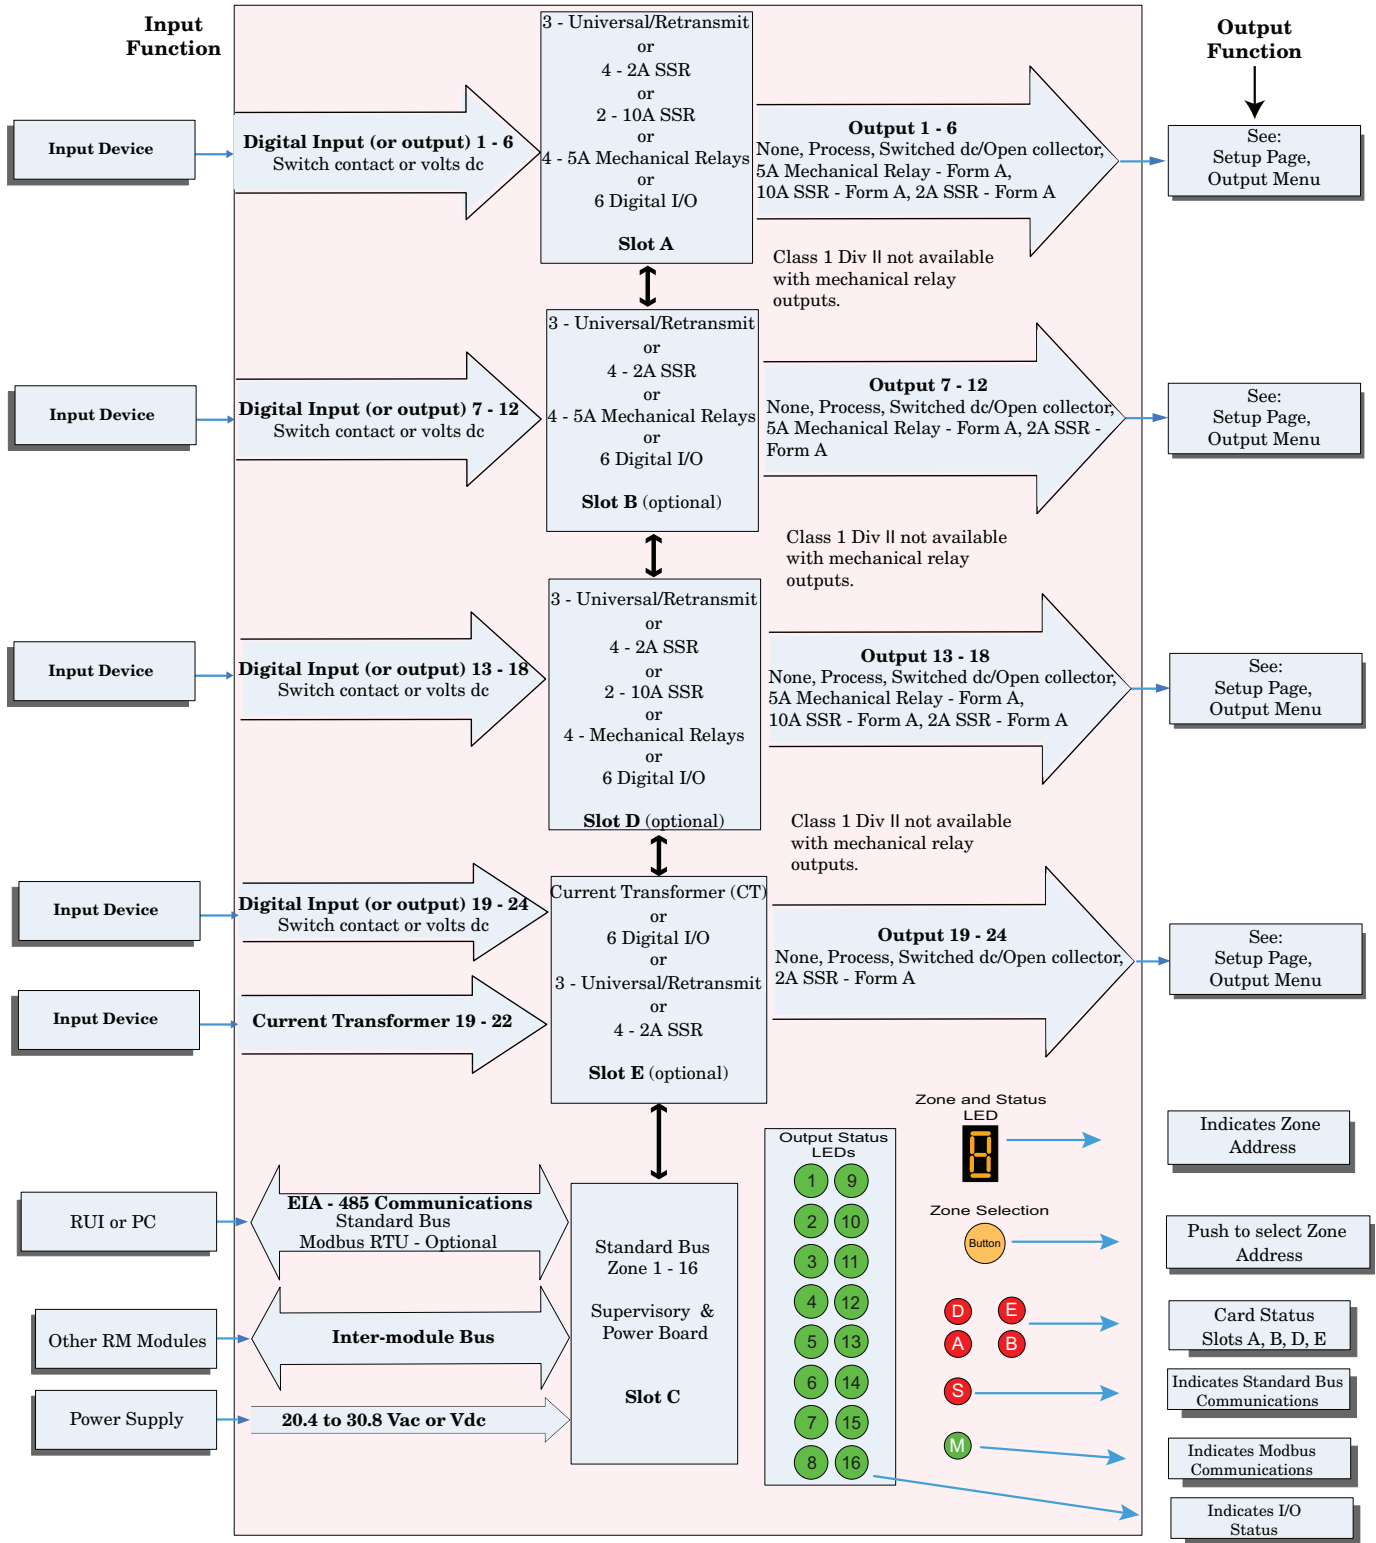 Input
Function
Output
Function
3 - Universal/Retransmit
or
4 - 2A SSR
or
2 - 10A SSR
or
4 - 5A Mechanical Relays
or
6 Digital I/O
Slot A
Input Device
Digital Input (or output) 1 - 6
Switch contact or volts dc
Output 1 - 6
None, Process, Switched dc/Open collector,
5A Mechanical Relay - Form A,
10A SSR - Form A, 2A SSR - Form A
See:
Setup Page,
Output Menu
Class 1 Div II not available
with mechanical relay
outputs.
3 - Universal/Retransmit
or
4 - 2A SSR
or
4 - 5A Mechanical Relays
or
6 Digital I/O
Slot B (optional)
Input Device
Digital Input (or output) 7 - 12
Switch contact or volts dc
Output 7 - 12
None, Process, Switched dc/Open collector,
5A Mechanical Relay - Form A, 2A SSR -
Form A
See:
Setup Page,
Output Menu
Class 1 Div II not available
with mechanical relay
outputs.
3 - Universal/Retransmit
or
4 - 2A SSR
or
2 - 10A SSR
or
4 - Mechanical Relays
or
6 Digital I/O
Slot D (optional)
Input Device
Digital Input (or output) 13 - 18
Switch contact or volts dc
Output 13 - 18
None, Process, Switched dc/Open collector,
5A Mechanical Relay - Form A,
10A SSR - Form A, 2A SSR - Form A
See:
Setup Page,
Output Menu
Class 1 Div II not available
with mechanical relay
outputs.
Input Device
Digital Input (or output) 19 - 24
Switch contact or volts dc
Input Device
Current Transformer 19 - 22
Current Transformer (CT)
or
6 Digital I/O
or
3 - Universal/Retransmit
or
4 - 2A SSR
Slot E (optional)
Output 19 - 24
None, Process, Switched dc/Open collector,
2A SSR - Form A
See:
Setup Page,
Output Menu
RUI or PC
EIA - 485 Communications
Standard Bus
Modbus RTU - Optional
Other RM Modules
Inter-module Bus
Power Supply
20.4 to 30.8 Vac or Vdc
Standard Bus
Zone 1 - 16
Supervisory &
Power Board
Slot C
Output Status
LEDs
1 9
2 10
3 11
4 12
5 13
6 14
7 15
8 16
Zone and Status
LED
8
Indicates Zone
Address
Zone Selection
Button
Push to select Zone
Address
D E
A B
Card Status
Slots A, B, D, E
S
Indicates Standard Bus
Communications
M
Indicates Modbus
Communications
Indicates I/O
Status